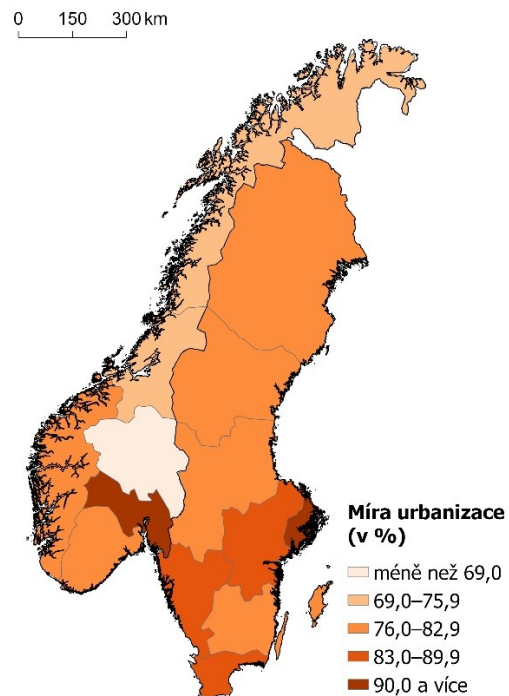 0 150 300 km
Míra urbanizace
(v %)
méně než 69,0
69,0–75,9
76,0–82,9
83,0–89,9
90,0 a více